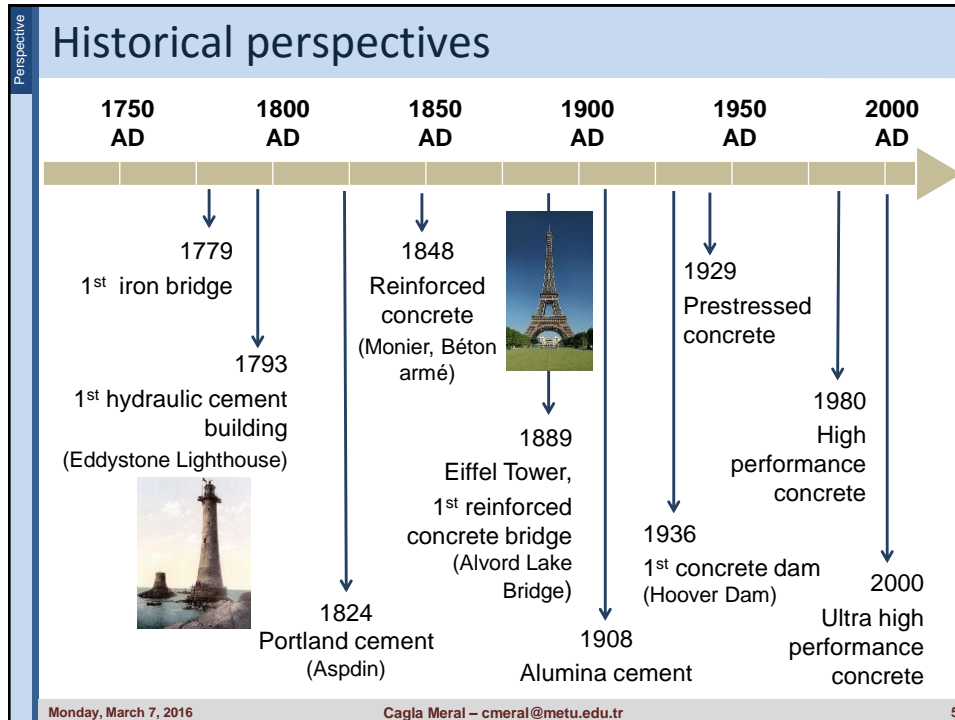 Perspective
Historical perspectives
1750
AD
1800
AD
1850
AD
1900
AD
1950
AD
2000
AD
1779
1st iron bridge
1793
1st hydraulic cement
building
(Eddystone Lighthouse)
1824
Portland cement
(Aspdin)
1848
Reinforced
concrete
(Monier, Béton
armé)
1889
Eiffel Tower,
1st reinforced
concrete bridge
(Alvord Lake
Bridge)
1908
Alumina cement
1929
Prestressed
concrete
1936
1st concrete dam
(Hoover Dam)
1980
High
performance
concrete
2000
Ultra high
performance
concrete
Monday, March 7, 2016
Cagla Meral – cmeral@metu.edu.tr
5